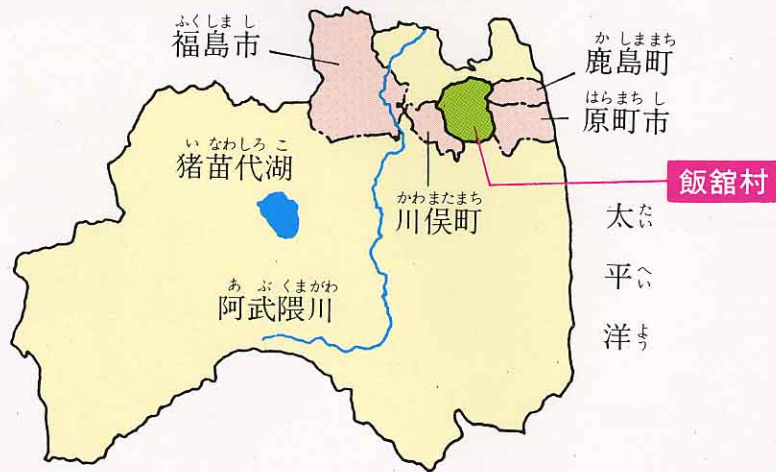 ふくしまし
福島市
かしままち
鹿島町
はらまちし
原町市
いなわしろこ
猪苗代湖
かわまたまち
川俣町
飯舘村
あぶくまがわ
阿武隈川
太たい
平へい
洋よう